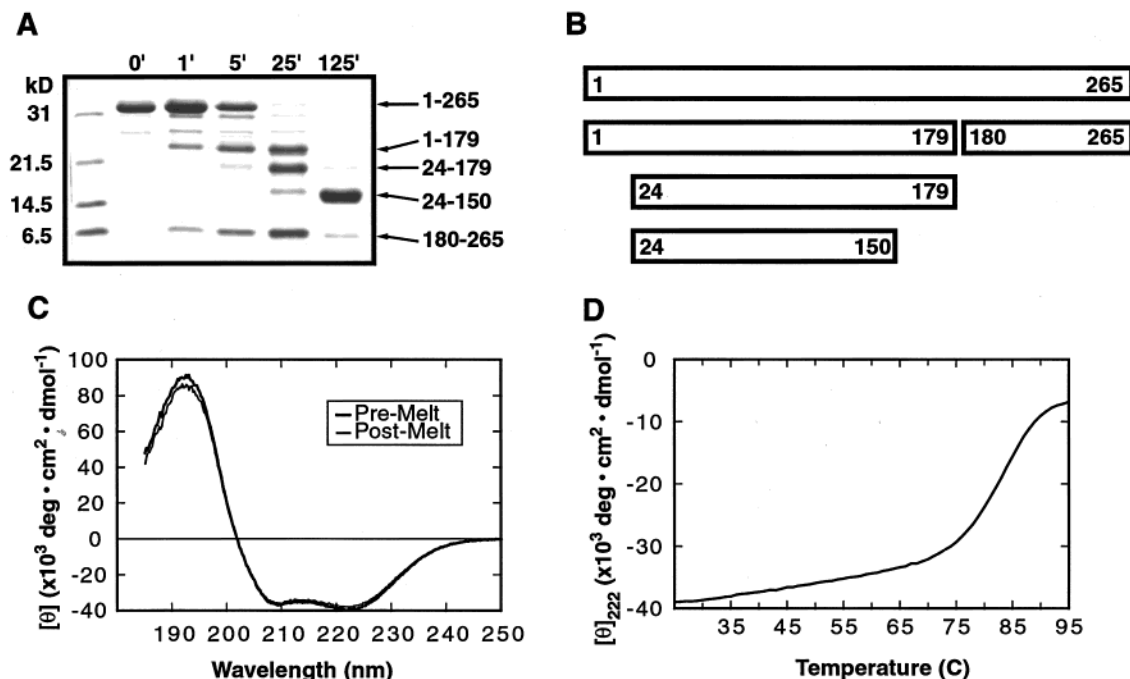 A
0' 1' 5' 25' 125'
kD
31
21.5
14.5
6.5
1-265
1-179
24-179
24-150
180-265
B
1 265
1 179 180 265
24 179
24 150
C
[θ] (x10³ deg • cm² • dmol⁻¹)
100
80
60
40
20
0
-20
-40
Pre-Melt
Post-Melt
190 200 210 220 230 240 250
Wavelength (nm)
D
[θ]₂₂₂ (x10³ deg • cm² • dmol⁻¹)
0
-10
-20
-30
-40
35 45 55 65 75 85 95
Temperature (C)